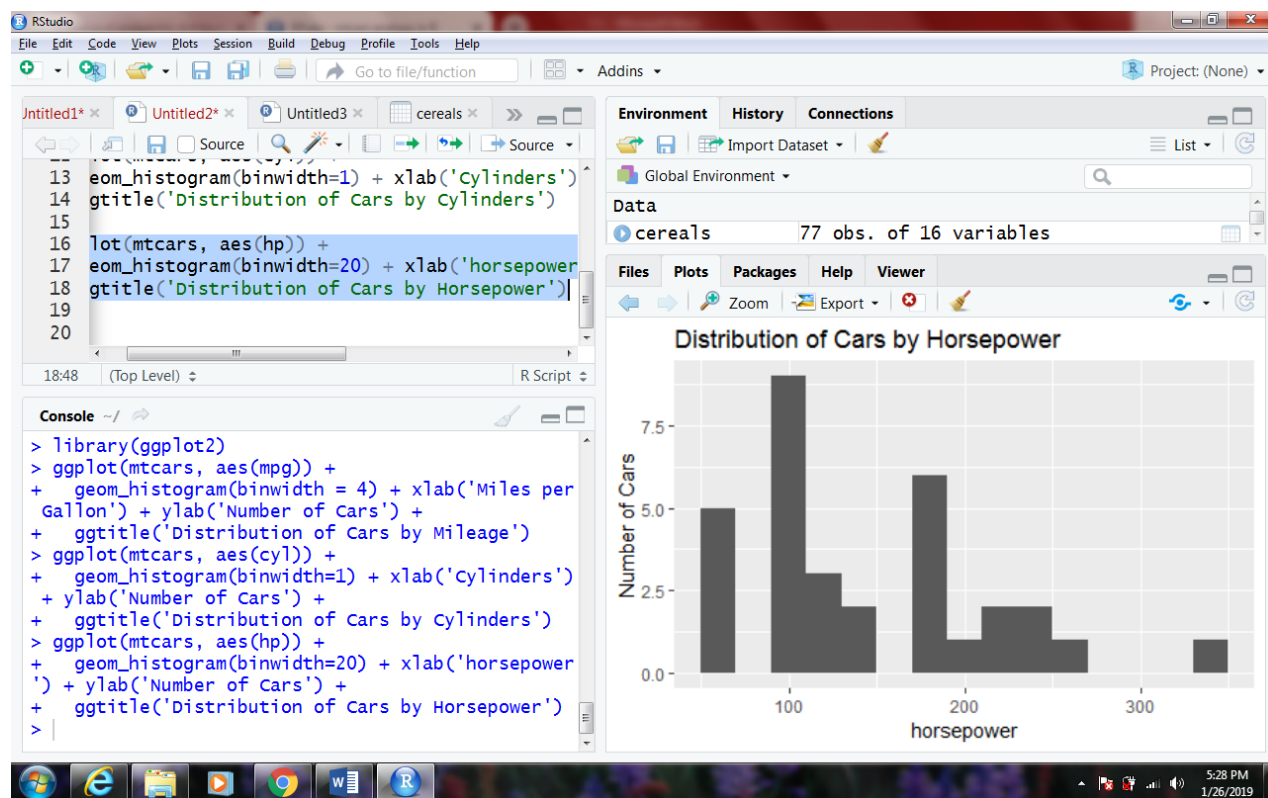 RStudio
File Edit Code View Plots Session Build Debug Profile Tools Help
Go to file/function Addins Project: (None)
Untitled1* Untitled2* Untitled3 cereals
Source Source
13 eom_histogram(binwidth=1) + xlab('Cylinders')
14 gtitle('Distribution of Cars by Cylinders')
15
16 lot(mtcars, aes(hp)) +
17 eom_histogram(binwidth=20) + xlab('horsepower
18 gtitle('Distribution of Cars by Horsepower')
19
20
18:48 (Top Level) R Script
Console ~/
> library(ggplot2)
> ggplot(mtcars, aes(mpg)) +
+ geom_histogram(binwidth = 4) + xlab('Miles per
Gallon') + ylab('Number of Cars') +
+ ggtitle('Distribution of Cars by Mileage')
> ggplot(mtcars, aes(cyl)) +
+ geom_histogram(binwidth=1) + xlab('Cylinders')
+ ylab('Number of Cars') +
+ ggtitle('Distribution of Cars by Cylinders')
> ggplot(mtcars, aes(hp)) +
+ geom_histogram(binwidth=20) + xlab('horsepower
') + ylab('Number of Cars') +
+ ggtitle('Distribution of Cars by Horsepower')
>
Environment History Connections
Import Dataset List
Global Environment
Data
cereals 77 obs. of 16 variables
Files Plots Packages Help Viewer
Zoom Export
Distribution of Cars by Horsepower
Number of Cars
7.5
5.0
2.5
0.0
100 200 300
horsepower
5:28 PM
1/26/2019